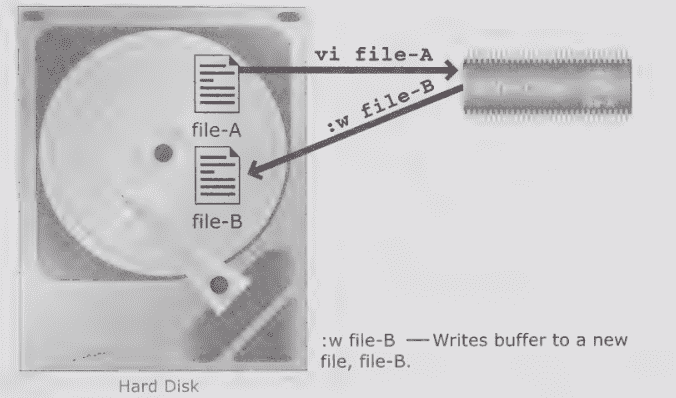 vi file-A
:w file-B
file-A
file-B
:w file-B — Writes buffer to a new
file, file-B.
Hard Disk